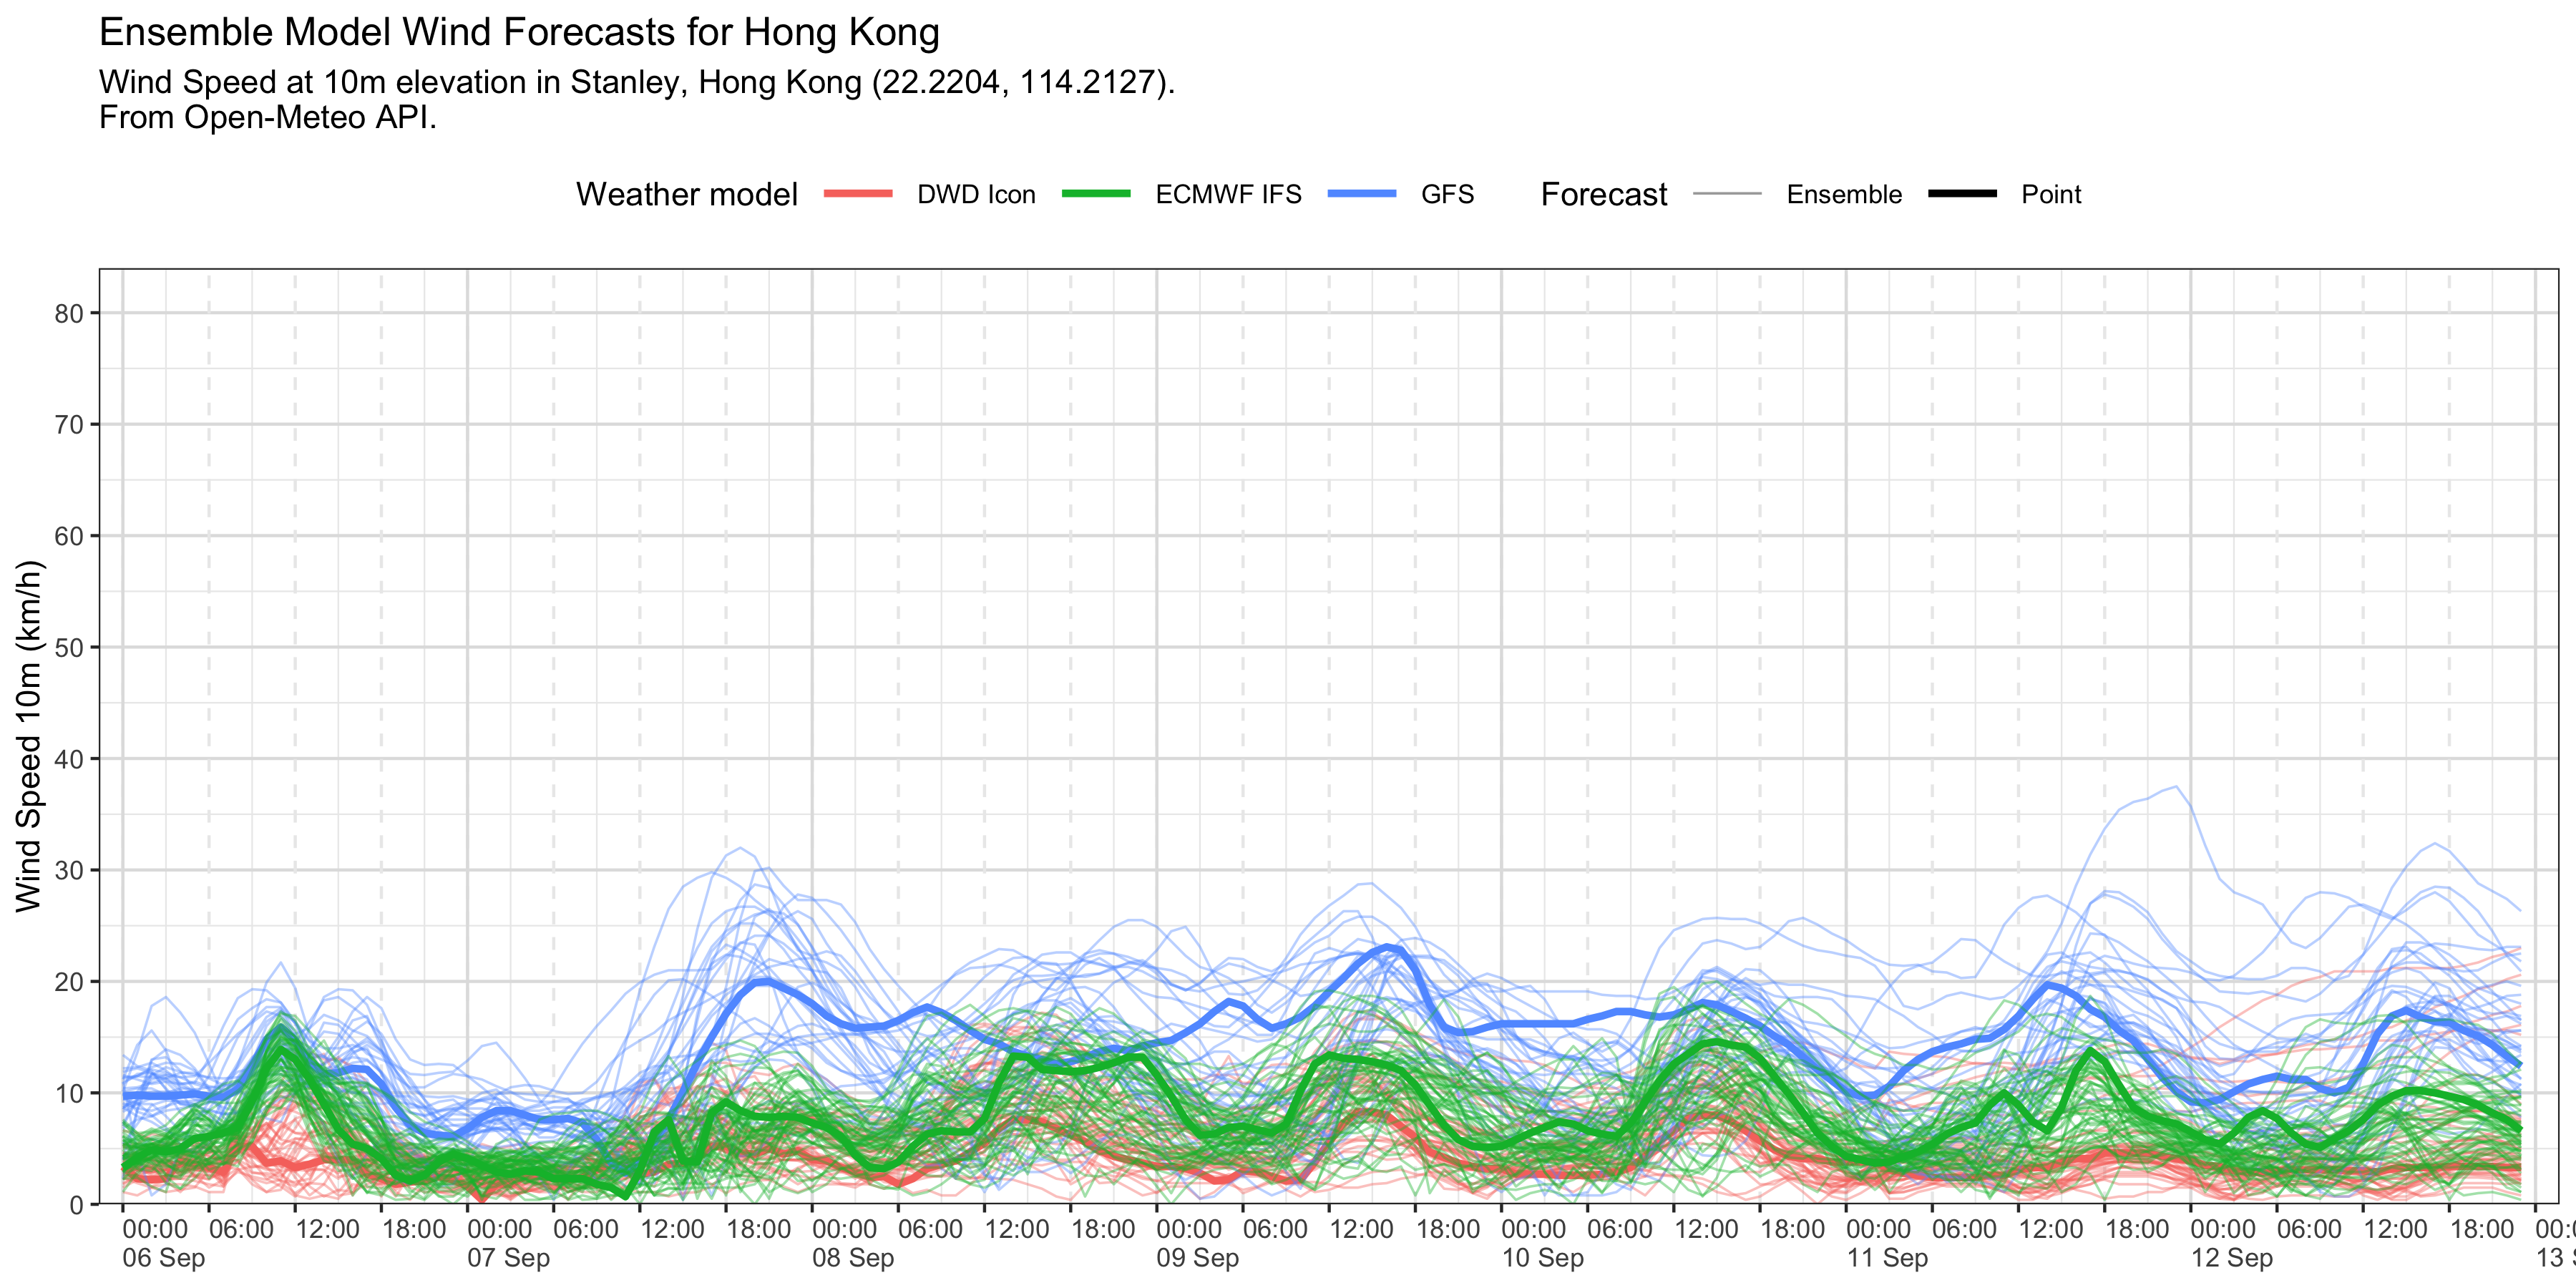 Ensemble Model Wind Forecasts for Hong Kong
Wind Speed at 10m elevation in Stanley, Hong Kong (22.2204, 114.2127).
From Open-Meteo API.
Weather model DWD Icon ECMWF IFS GFS Forecast Ensemble Point
Wind Speed 10m (km/h)
80
70
60
50
40
30
20
10
0
00:00 06:00 12:00 18:00 00:00 06:00 12:00 18:00 00:00 06:00 12:00 18:00 00:00 06:00 12:00 18:00 00:00 06:00 12:00 18:00 00:00 06:00 12:00 18:00 00:00 06:00 12:00 18:00
06 Sep 07 Sep 08 Sep 09 Sep 10 Sep 11 Sep 12 Sep 13